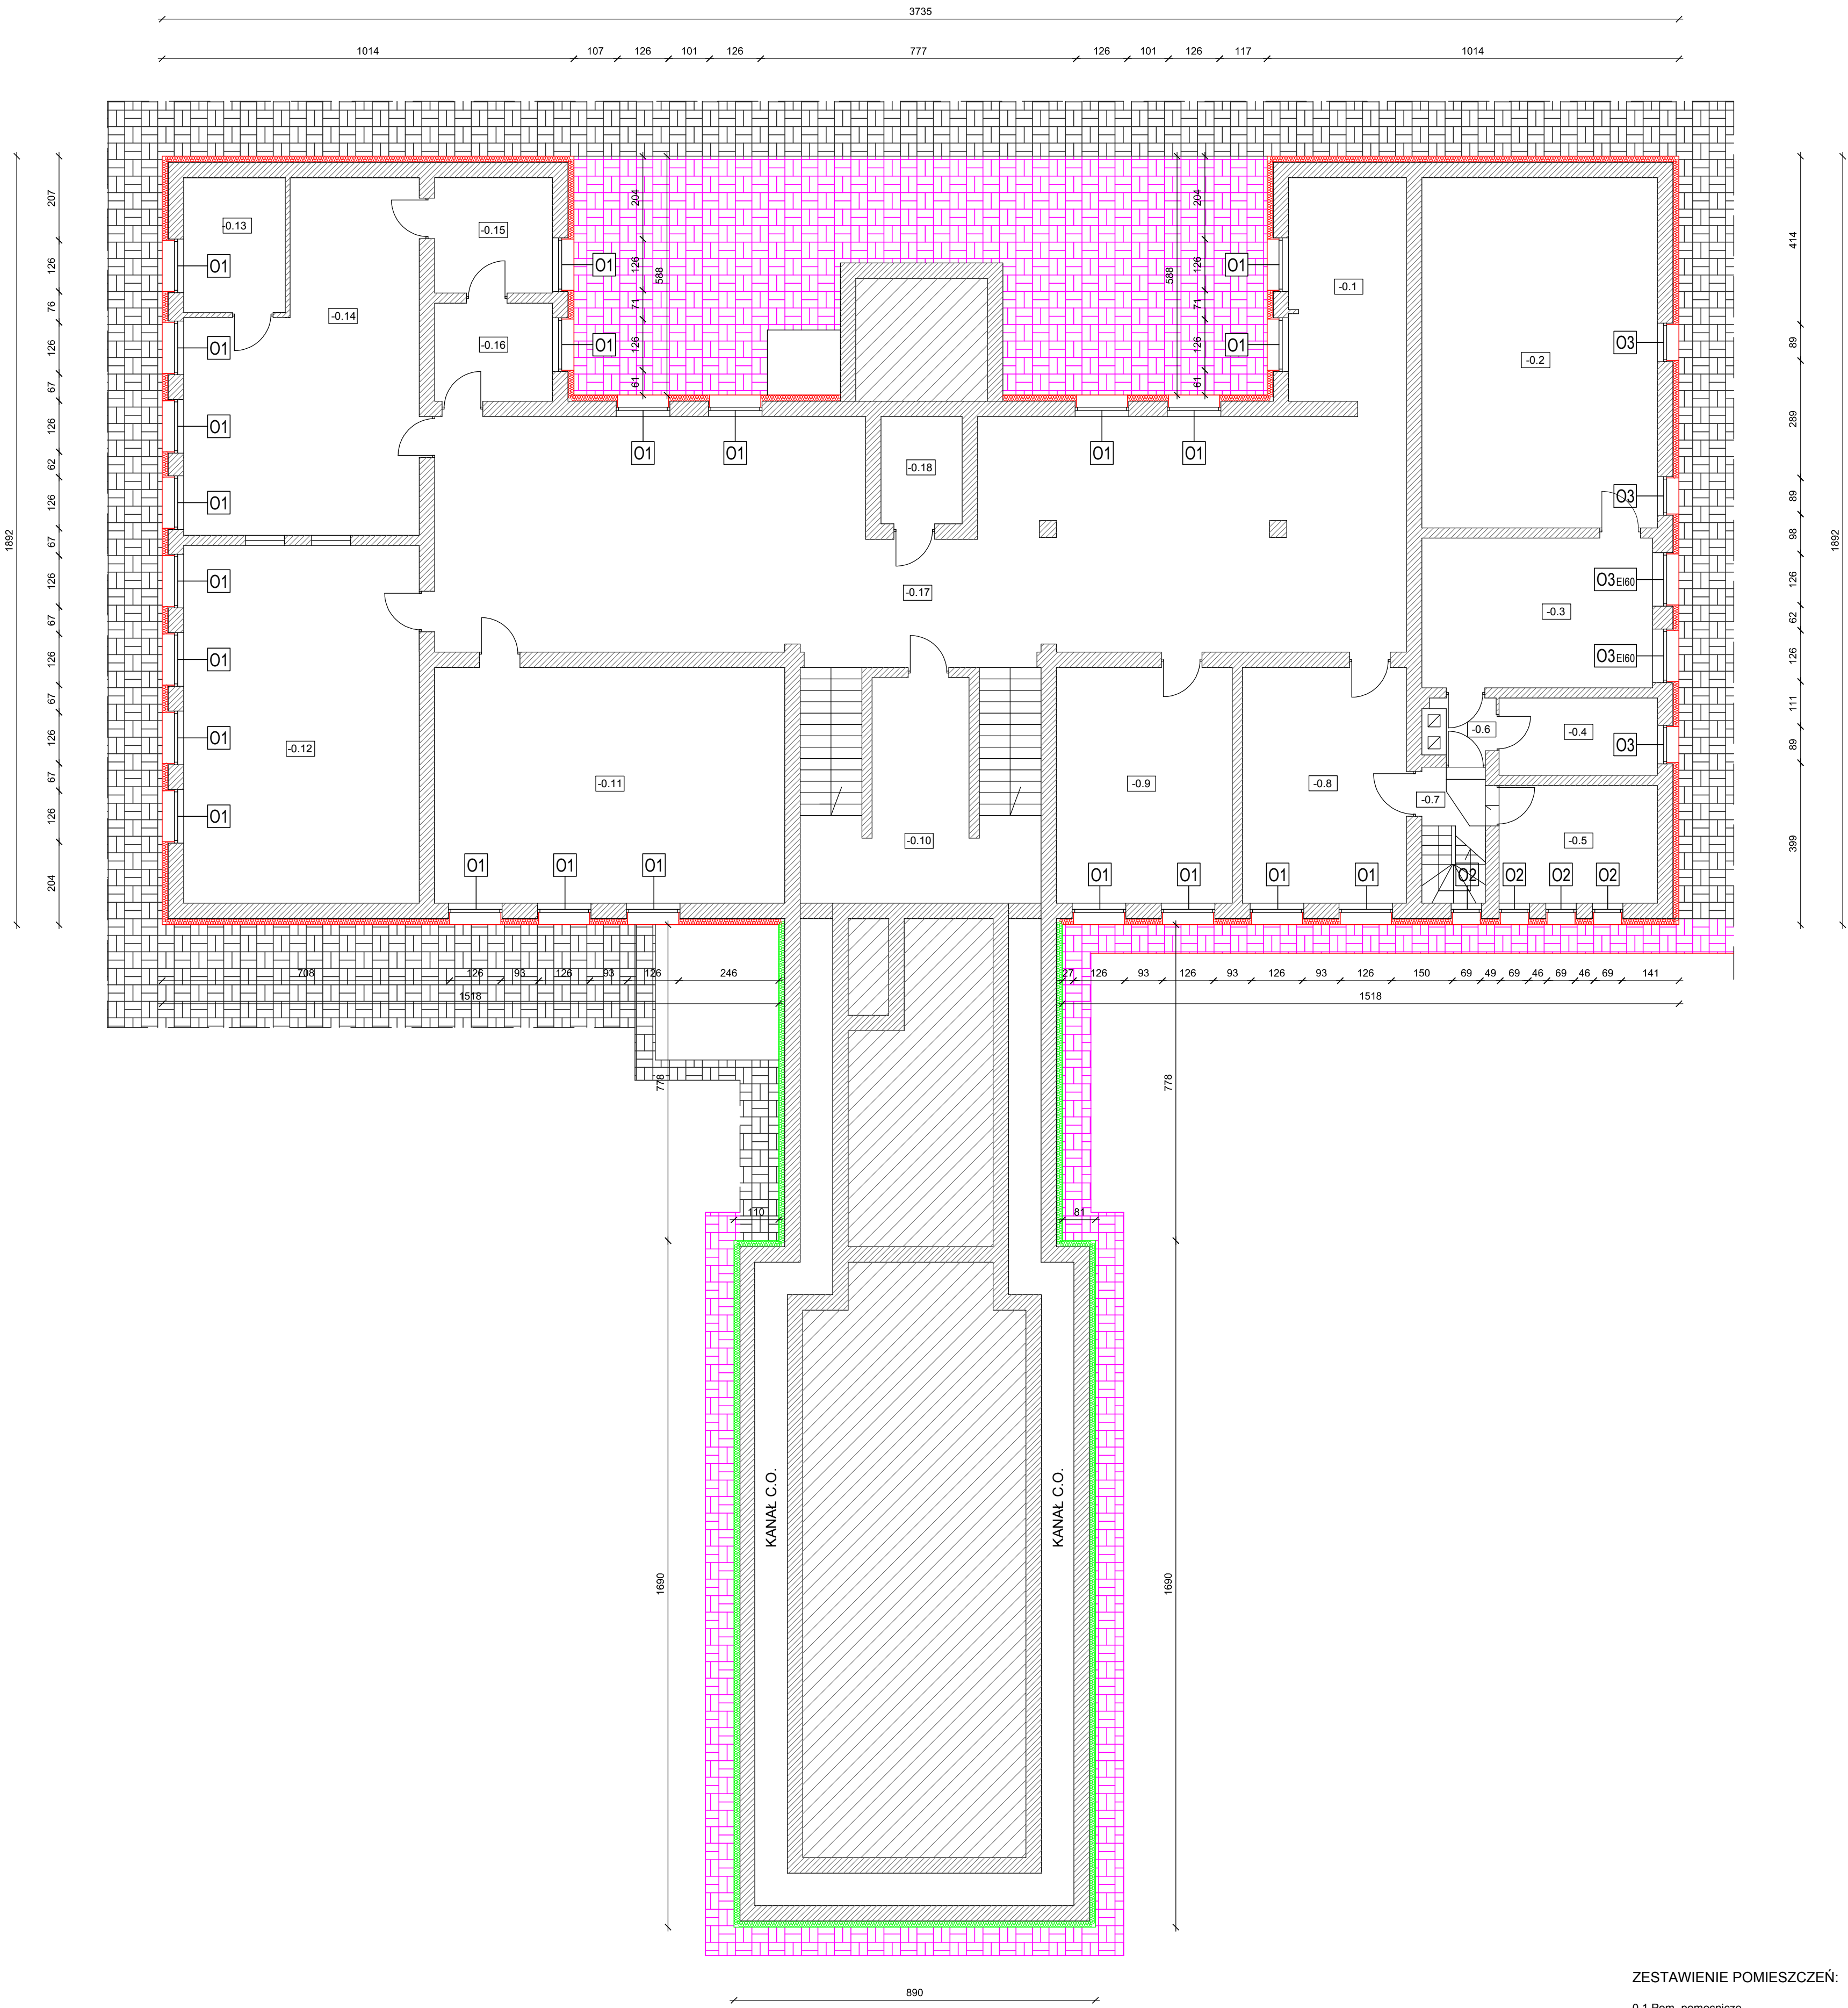 3735
1014 107 126 101 126 777 126 101 126 117 1014
1892
207 126 76 126 67 126 62 126 67 126 67 126 67 126 67 126 204
204 126 71 126 61
588
588
204 126 71 126 61
414 89 289 89 98 126 62 126 111 89 399
1892
-0.13
-0.15
O1
O1
O1
-0.1
-0.14
O1
-0.16
O1
O1
O3
-0.2
O1
O1
O1
O1
O1
-0.18
O1
O3
O1
O3EI60
-0.17
-0.3
O1
O3EI60
-0.6
-0.4
O1
O3
-0.12
-0.11
-0.9
-0.8
-0.7
O1
-0.10
-0.5
O1
O1
O1
O1
O1
O1
O1
O2
O2
O2
O2
708 126 93 126 93 126 246
27 126 93 126 93 126 93 126 150 69 49 69 46 69 46 69 141
1518
1518
778
778
110
81
KANAŁ C.O.
KANAŁ C.O.
1690
1690
890
ZESTAWIENIE POMIESZCZEŃ:
0.1 Pom. pomocnicze